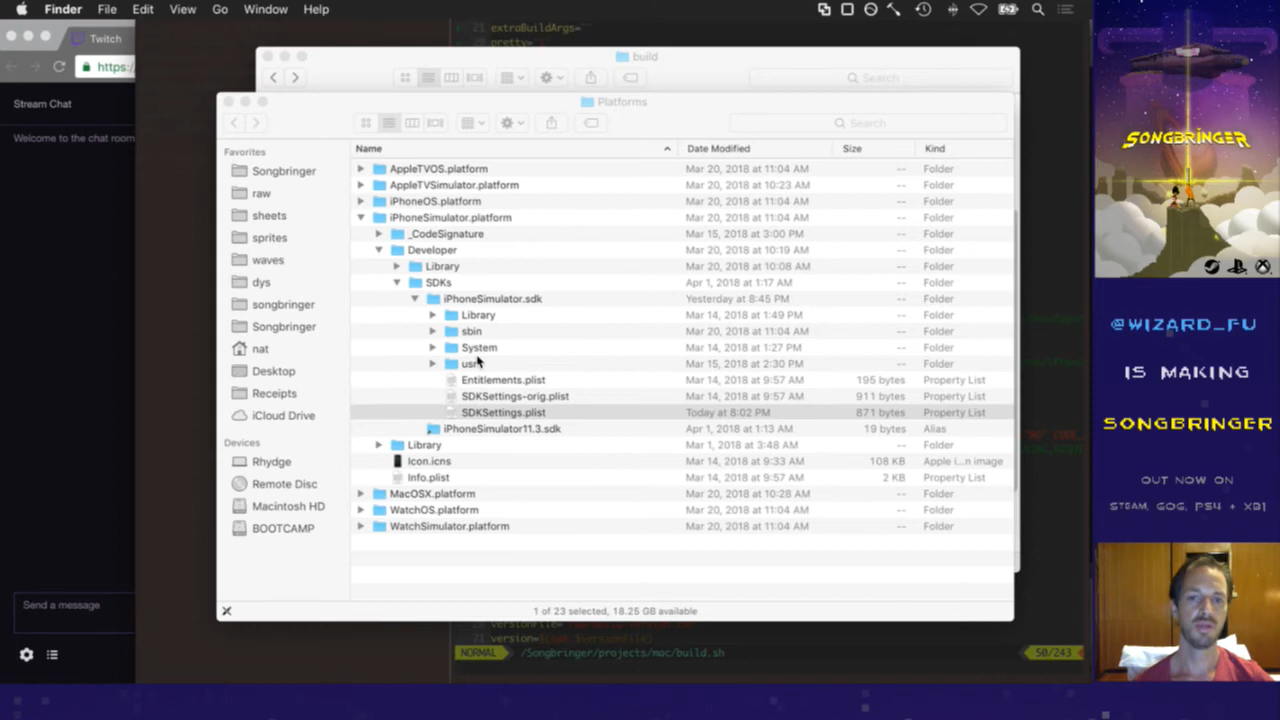 Finder File Edit View Go Window Help
Twitch
https:/
Stream Chat
Welcome to the chat room
Send a message
extraBuildArgs=
build
Search
Platforms
Search
Favorites
Songbringer
raw
sheets
sprites
waves
dys
songbringer
Songbringer
nat
Desktop
Receipts
iCloud Drive
Devices
Rhydge
Remote Disc
Macintosh HD
BOOTCAMP
Name Date Modified Size Kind
AppleTVOS.platform Mar 20, 2018 at 11:04 AM -- Folder
AppleTVSimulator.platform Mar 20, 2018 at 10:23 AM -- Folder
iPhoneOS.platform Mar 20, 2018 at 11:04 AM -- Folder
iPhoneSimulator.platform Mar 20, 2018 at 11:04 AM -- Folder
_CodeSignature Mar 15, 2018 at 3:00 PM -- Folder
Developer Mar 20, 2018 at 10:19 AM -- Folder
Library Mar 20, 2018 at 10:08 AM -- Folder
SDKs Apr 1, 2018 at 1:17 AM -- Folder
iPhoneSimulator.sdk Yesterday at 8:45 PM -- Folder
Library Mar 14, 2018 at 1:49 PM -- Folder
sbin Mar 20, 2018 at 11:04 AM -- Folder
System Mar 14, 2018 at 1:27 PM -- Folder
usr Mar 15, 2018 at 2:30 PM -- Folder
Entitlements.plist Mar 14, 2018 at 9:57 AM 195 bytes Property List
SDKSettings-orig.plist Mar 14, 2018 at 9:57 AM 911 bytes Property List
SDKSettings.plist Today at 8:02 PM 871 bytes Property List
iPhoneSimulator11.3.sdk Apr 1, 2018 at 1:13 AM 19 bytes Alias
Library Mar 1, 2018 at 3:48 AM -- Folder
Icon.icns Mar 14, 2018 at 9:33 AM 108 KB Apple i...n image
Info.plist Mar 14, 2018 at 9:57 AM 2 KB Property List
MacOSX.platform Mar 20, 2018 at 10:28 AM -- Folder
WatchOS.platform Mar 20, 2018 at 11:04 AM -- Folder
WatchSimulator.platform Mar 20, 2018 at 11:04 AM -- Folder
1 of 23 selected, 18.25 GB available
NORMAL /Songbringer/projects/mac/build.sh 50/243
SONGBRINGER
@WIZARD_FU
IS MAKING
SONGBRINGER
OUT NOW ON
STEAM, GOG, PS4 + XB1